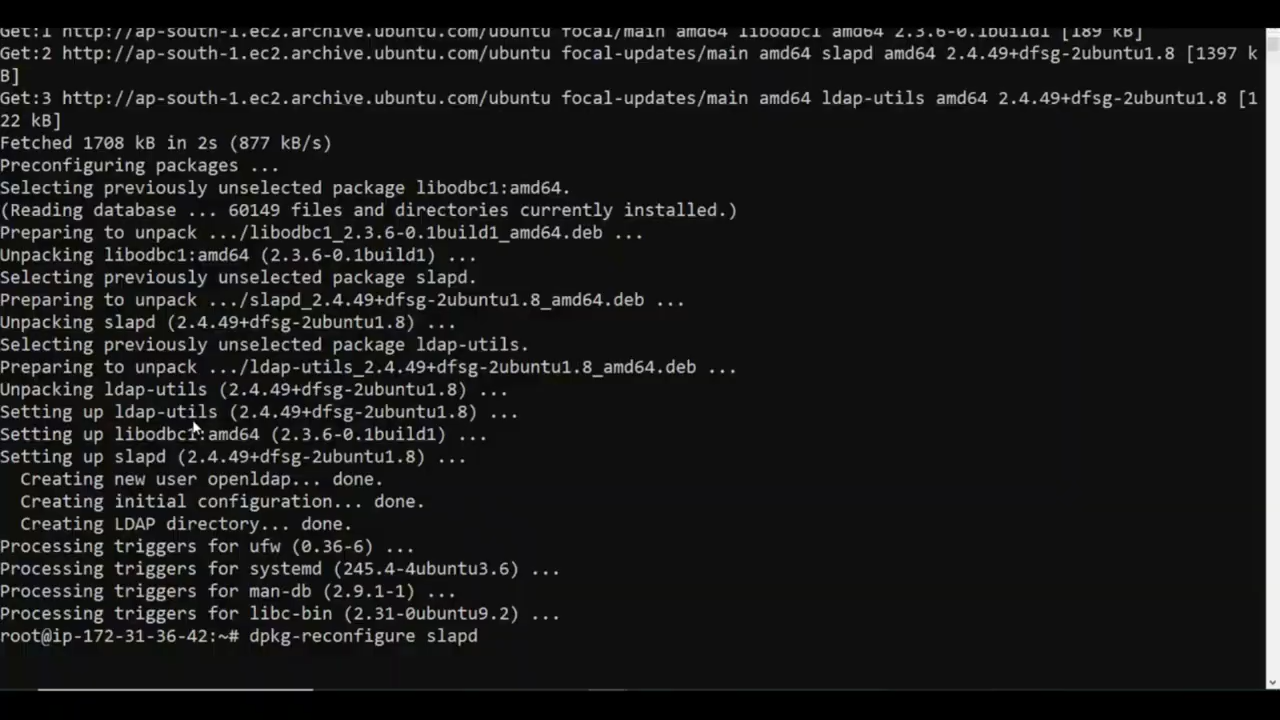 Get:1 http://ap-south-1.ec2.archive.ubuntu.com/ubuntu focal/main amd64 libodbc1 amd64 2.3.6-0.1build1 [189 kB]
Get:2 http://ap-south-1.ec2.archive.ubuntu.com/ubuntu focal-updates/main amd64 slapd amd64 2.4.49+dfsg-2ubuntu1.8 [1397 k
B]
Get:3 http://ap-south-1.ec2.archive.ubuntu.com/ubuntu focal-updates/main amd64 ldap-utils amd64 2.4.49+dfsg-2ubuntu1.8 [1
22 kB]
Fetched 1708 kB in 2s (877 kB/s)
Preconfiguring packages ...
Selecting previously unselected package libodbc1:amd64.
(Reading database ... 60149 files and directories currently installed.)
Preparing to unpack .../libodbc1_2.3.6-0.1build1_amd64.deb ...
Unpacking libodbc1:amd64 (2.3.6-0.1build1) ...
Selecting previously unselected package slapd.
Preparing to unpack .../slapd_2.4.49+dfsg-2ubuntu1.8_amd64.deb ...
Unpacking slapd (2.4.49+dfsg-2ubuntu1.8) ...
Selecting previously unselected package ldap-utils.
Preparing to unpack .../ldap-utils_2.4.49+dfsg-2ubuntu1.8_amd64.deb ...
Unpacking ldap-utils (2.4.49+dfsg-2ubuntu1.8) ...
Setting up ldap-utils (2.4.49+dfsg-2ubuntu1.8) ...
Setting up libodbc1:amd64 (2.3.6-0.1build1) ...
Setting up slapd (2.4.49+dfsg-2ubuntu1.8) ...
  Creating new user openldap... done.
  Creating initial configuration... done.
  Creating LDAP directory... done.
Processing triggers for ufw (0.36-6) ...
Processing triggers for systemd (245.4-4ubuntu3.6) ...
Processing triggers for man-db (2.9.1-1) ...
Processing triggers for libc-bin (2.31-0ubuntu9.2) ...
root@ip-172-31-36-42:~# dpkg-reconfigure slapd